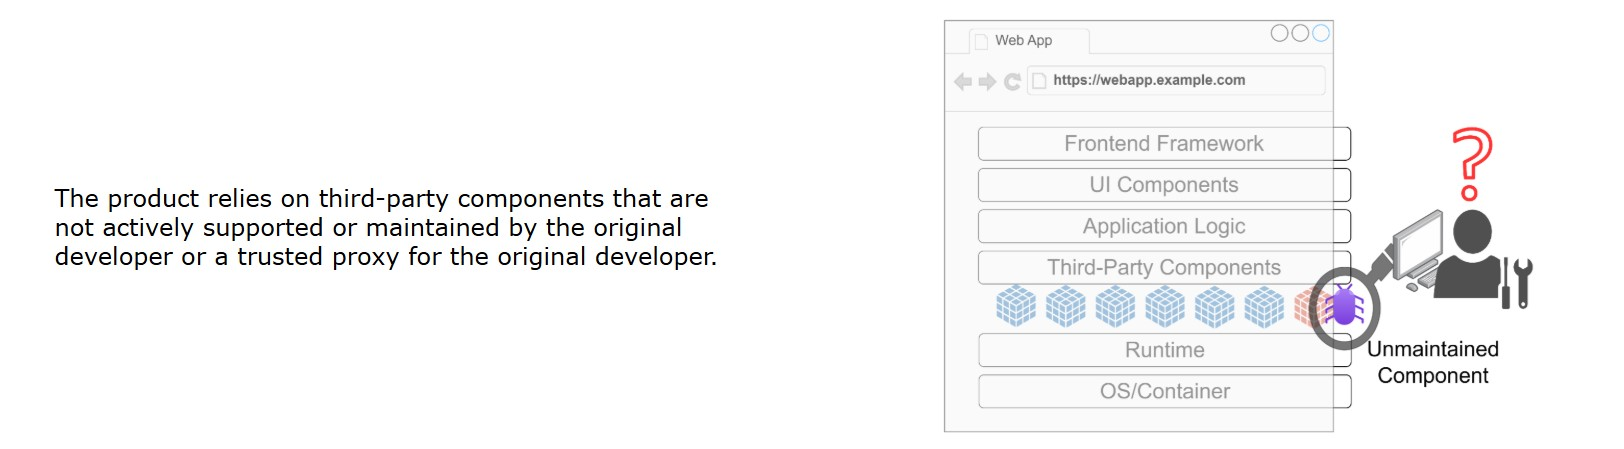 The product relies on third-party components that are
not actively supported or maintained by the original
developer or a trusted proxy for the original developer.
Web App
https://webapp.example.com
Frontend Framework
UI Components
Application Logic
Third-Party Components
Runtime
OS/Container
?
Unmaintained
Component